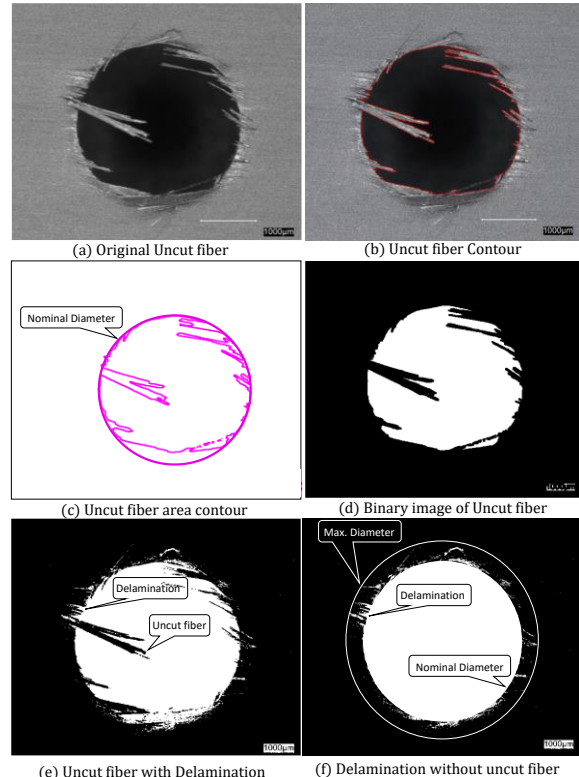 1000µm
1000µm
(a) Original Uncut fiber
(b) Uncut fiber Contour
Nominal Diameter
1000µm
(c) Uncut fiber area contour
(d) Binary image of Uncut fiber
Max. Diameter
Delamination
Delamination
Uncut fiber
Nominal Diameter
1000µm
1000µm
(e) Uncut fiber with Delamination
(f) Delamination without uncut fiber